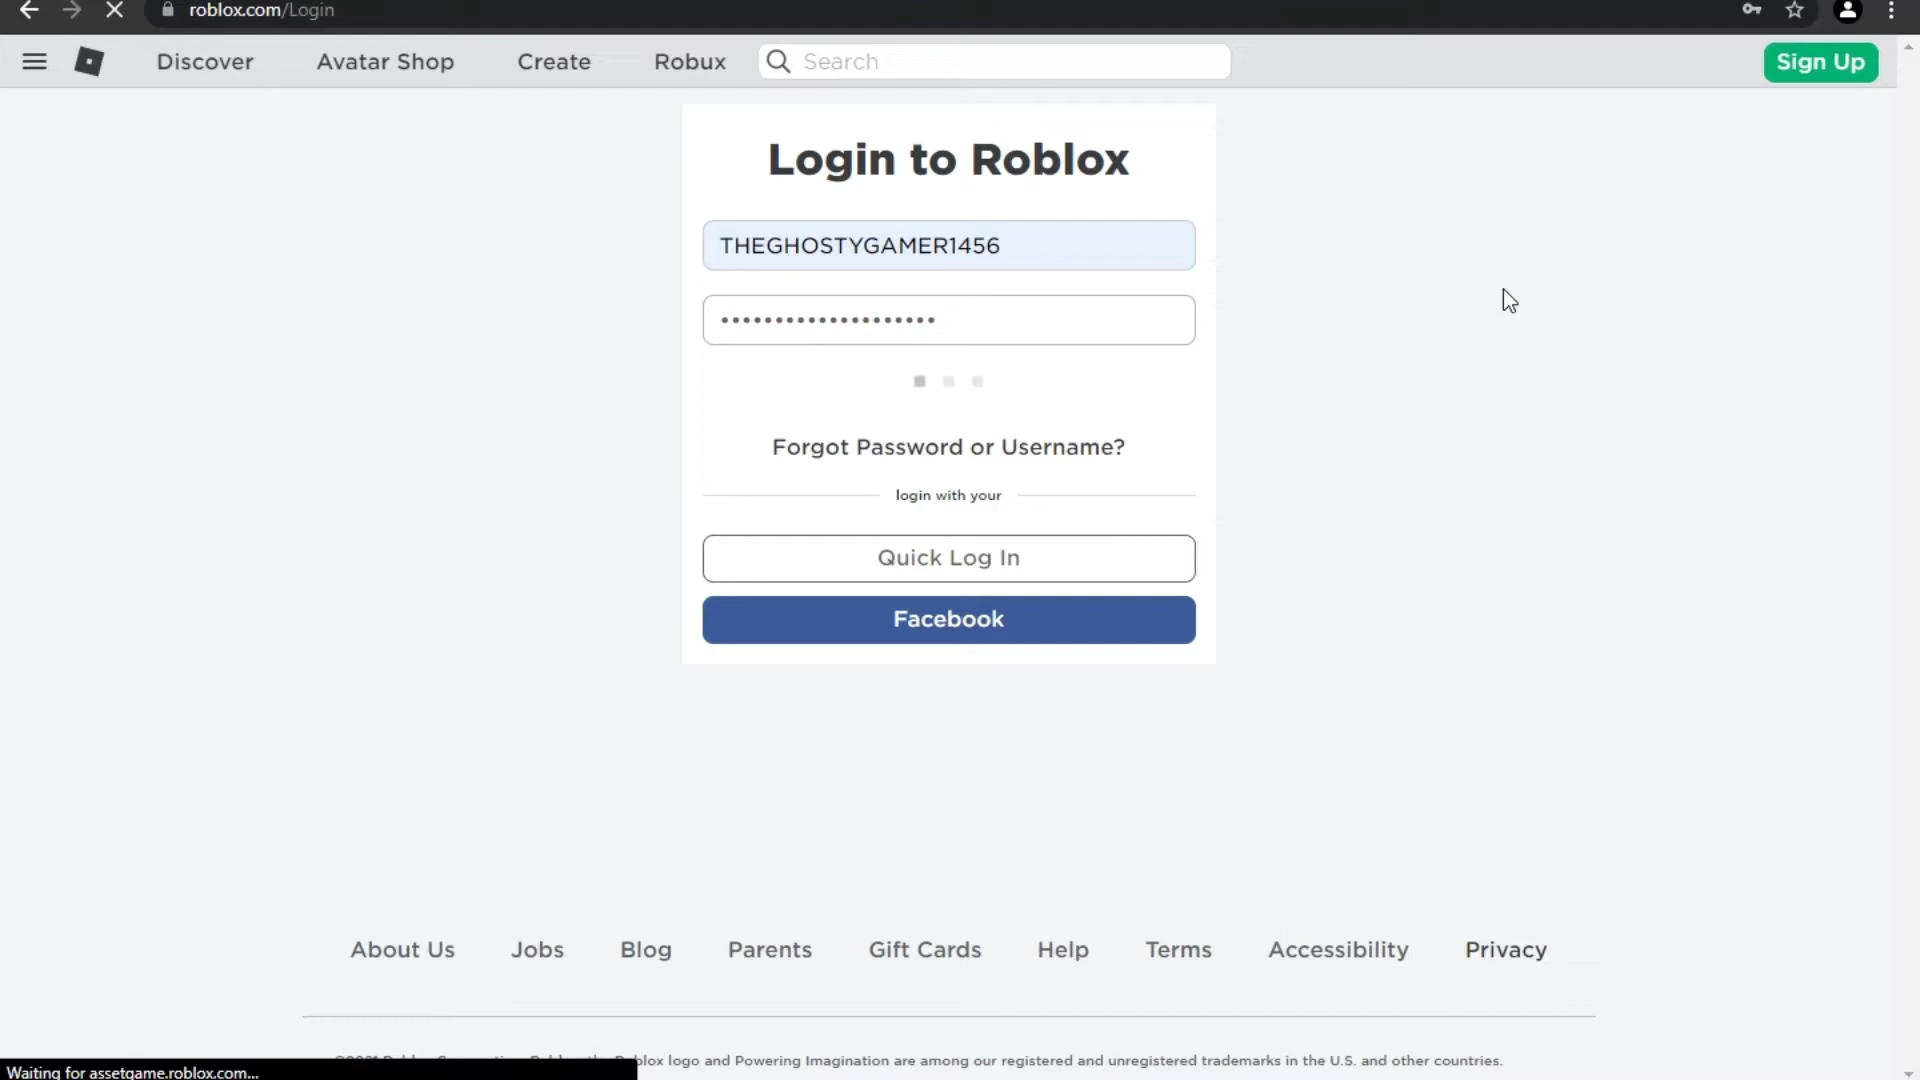 roblox.com/Login
Discover Avatar Shop Create Robux Search Sign Up
Login to Roblox
THEGHOSTYGAMER1456
Forgot Password or Username?
login with your
Quick Log In
Facebook
About Us Jobs Blog Parents Gift Cards Help Terms Accessibility Privacy
logo and Powering Imagination are among our registered and unregistered trademarks in the U.S. and other countries.
Waiting for assetgame.roblox.com...